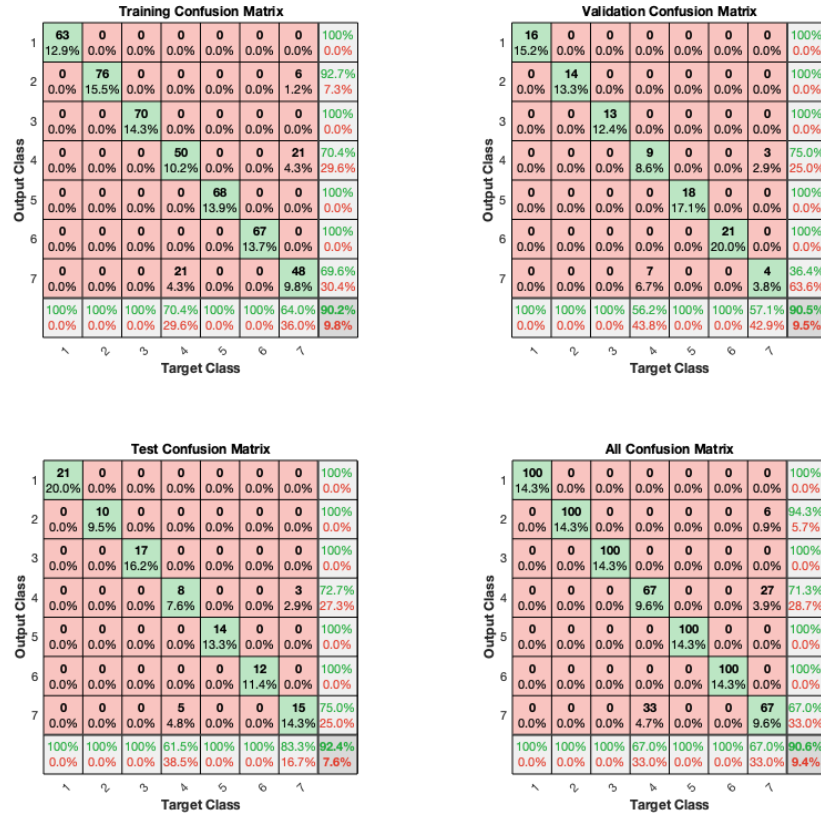 Training Confusion Matrix
1 63 0 0 0 0 0 0 100%
12.9% 0.0% 0.0% 0.0% 0.0% 0.0% 0.0% 0.0%
2 0 76 0 0 0 0 6 92.7%
0.0% 15.5% 0.0% 0.0% 0.0% 0.0% 1.2% 7.3%
3 0 0 70 0 0 0 0 100%
0.0% 0.0% 14.3% 0.0% 0.0% 0.0% 0.0% 0.0%
4 0 0 0 50 0 0 21 70.4%
0.0% 0.0% 0.0% 10.2% 0.0% 0.0% 4.3% 29.6%
5 0 0 0 0 68 0 0 100%
0.0% 0.0% 0.0% 0.0% 13.9% 0.0% 0.0% 0.0%
6 0 0 0 0 0 67 0 100%
0.0% 0.0% 0.0% 0.0% 0.0% 13.7% 0.0% 0.0%
7 0 0 0 21 0 0 48 69.6%
0.0% 0.0% 0.0% 4.3% 0.0% 0.0% 9.8% 30.4%
100% 100% 100% 70.4% 100% 100% 64.0% 90.2%
0.0% 0.0% 0.0% 29.6% 0.0% 0.0% 36.0% 9.8%
1 2 3 4 5 6 7
Target Class
Output Class
Validation Confusion Matrix
1 16 0 0 0 0 0 0 100%
15.2% 0.0% 0.0% 0.0% 0.0% 0.0% 0.0% 0.0%
2 0 14 0 0 0 0 0 100%
0.0% 13.3% 0.0% 0.0% 0.0% 0.0% 0.0% 0.0%
3 0 0 13 0 0 0 0 100%
0.0% 0.0% 12.4% 0.0% 0.0% 0.0% 0.0% 0.0%
4 0 0 0 9 0 0 3 75.0%
0.0% 0.0% 0.0% 8.6% 0.0% 0.0% 2.9% 25.0%
5 0 0 0 0 18 0 0 100%
0.0% 0.0% 0.0% 0.0% 17.1% 0.0% 0.0% 0.0%
6 0 0 0 0 0 21 0 100%
0.0% 0.0% 0.0% 0.0% 0.0% 20.0% 0.0% 0.0%
7 0 0 0 7 0 0 4 36.4%
0.0% 0.0% 0.0% 6.7% 0.0% 0.0% 3.8% 63.6%
100% 100% 100% 56.2% 100% 100% 57.1% 90.5%
0.0% 0.0% 0.0% 43.8% 0.0% 0.0% 42.9% 9.5%
1 2 3 4 5 6 7
Target Class
Output Class
Test Confusion Matrix
1 21 0 0 0 0 0 0 100%
20.0% 0.0% 0.0% 0.0% 0.0% 0.0% 0.0% 0.0%
2 0 10 0 0 0 0 0 100%
0.0% 9.5% 0.0% 0.0% 0.0% 0.0% 0.0% 0.0%
3 0 0 17 0 0 0 0 100%
0.0% 0.0% 16.2% 0.0% 0.0% 0.0% 0.0% 0.0%
4 0 0 0 8 0 0 3 72.7%
0.0% 0.0% 0.0% 7.6% 0.0% 0.0% 2.9% 27.3%
5 0 0 0 0 14 0 0 100%
0.0% 0.0% 0.0% 0.0% 13.3% 0.0% 0.0% 0.0%
6 0 0 0 0 0 12 0 100%
0.0% 0.0% 0.0% 0.0% 0.0% 11.4% 0.0% 0.0%
7 0 0 0 5 0 0 15 75.0%
0.0% 0.0% 0.0% 4.8% 0.0% 0.0% 14.3% 25.0%
100% 100% 100% 61.5% 100% 100% 83.3% 92.4%
0.0% 0.0% 0.0% 38.5% 0.0% 0.0% 16.7% 7.6%
1 2 3 4 5 6 7
Target Class
Output Class
All Confusion Matrix
1 100 0 0 0 0 0 0 100%
14.3% 0.0% 0.0% 0.0% 0.0% 0.0% 0.0% 0.0%
2 0 100 0 0 0 0 6 94.3%
0.0% 14.3% 0.0% 0.0% 0.0% 0.0% 0.9% 5.7%
3 0 0 100 0 0 0 0 100%
0.0% 0.0% 14.3% 0.0% 0.0% 0.0% 0.0% 0.0%
4 0 0 0 67 0 0 27 71.3%
0.0% 0.0% 0.0% 9.6% 0.0% 0.0% 3.9% 28.7%
5 0 0 0 0 100 0 0 100%
0.0% 0.0% 0.0% 0.0% 14.3% 0.0% 0.0% 0.0%
6 0 0 0 0 0 100 0 100%
0.0% 0.0% 0.0% 0.0% 0.0% 14.3% 0.0% 0.0%
7 0 0 0 33 0 0 67 67.0%
0.0% 0.0% 0.0% 4.7% 0.0% 0.0% 9.6% 33.0%
100% 100% 100% 67.0% 100% 100% 67.0% 90.6%
0.0% 0.0% 0.0% 33.0% 0.0% 0.0% 33.0% 9.4%
1 2 3 4 5 6 7
Target Class
Output Class